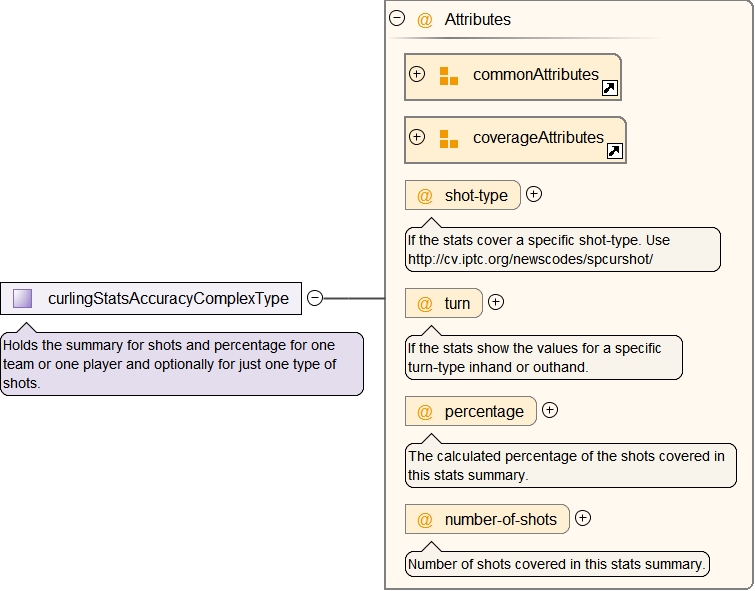 @ Attributes
commonAttributes
coverageAttributes
@ shot-type
If the stats cover a specific shot-type. Use
http://cv.iptc.org/newscodes/spcurshot/
curlingStatsAccuracyComplexType
Holds the summary for shots and percentage for one
team or one player and optionally for just one type of
shots.
@ turn
If the stats show the values for a specific
turn-type inhand or outhand.
@ percentage
The calculated percentage of the shots covered in
this stats summary.
@ number-of-shots
Number of shots covered in this stats summary.